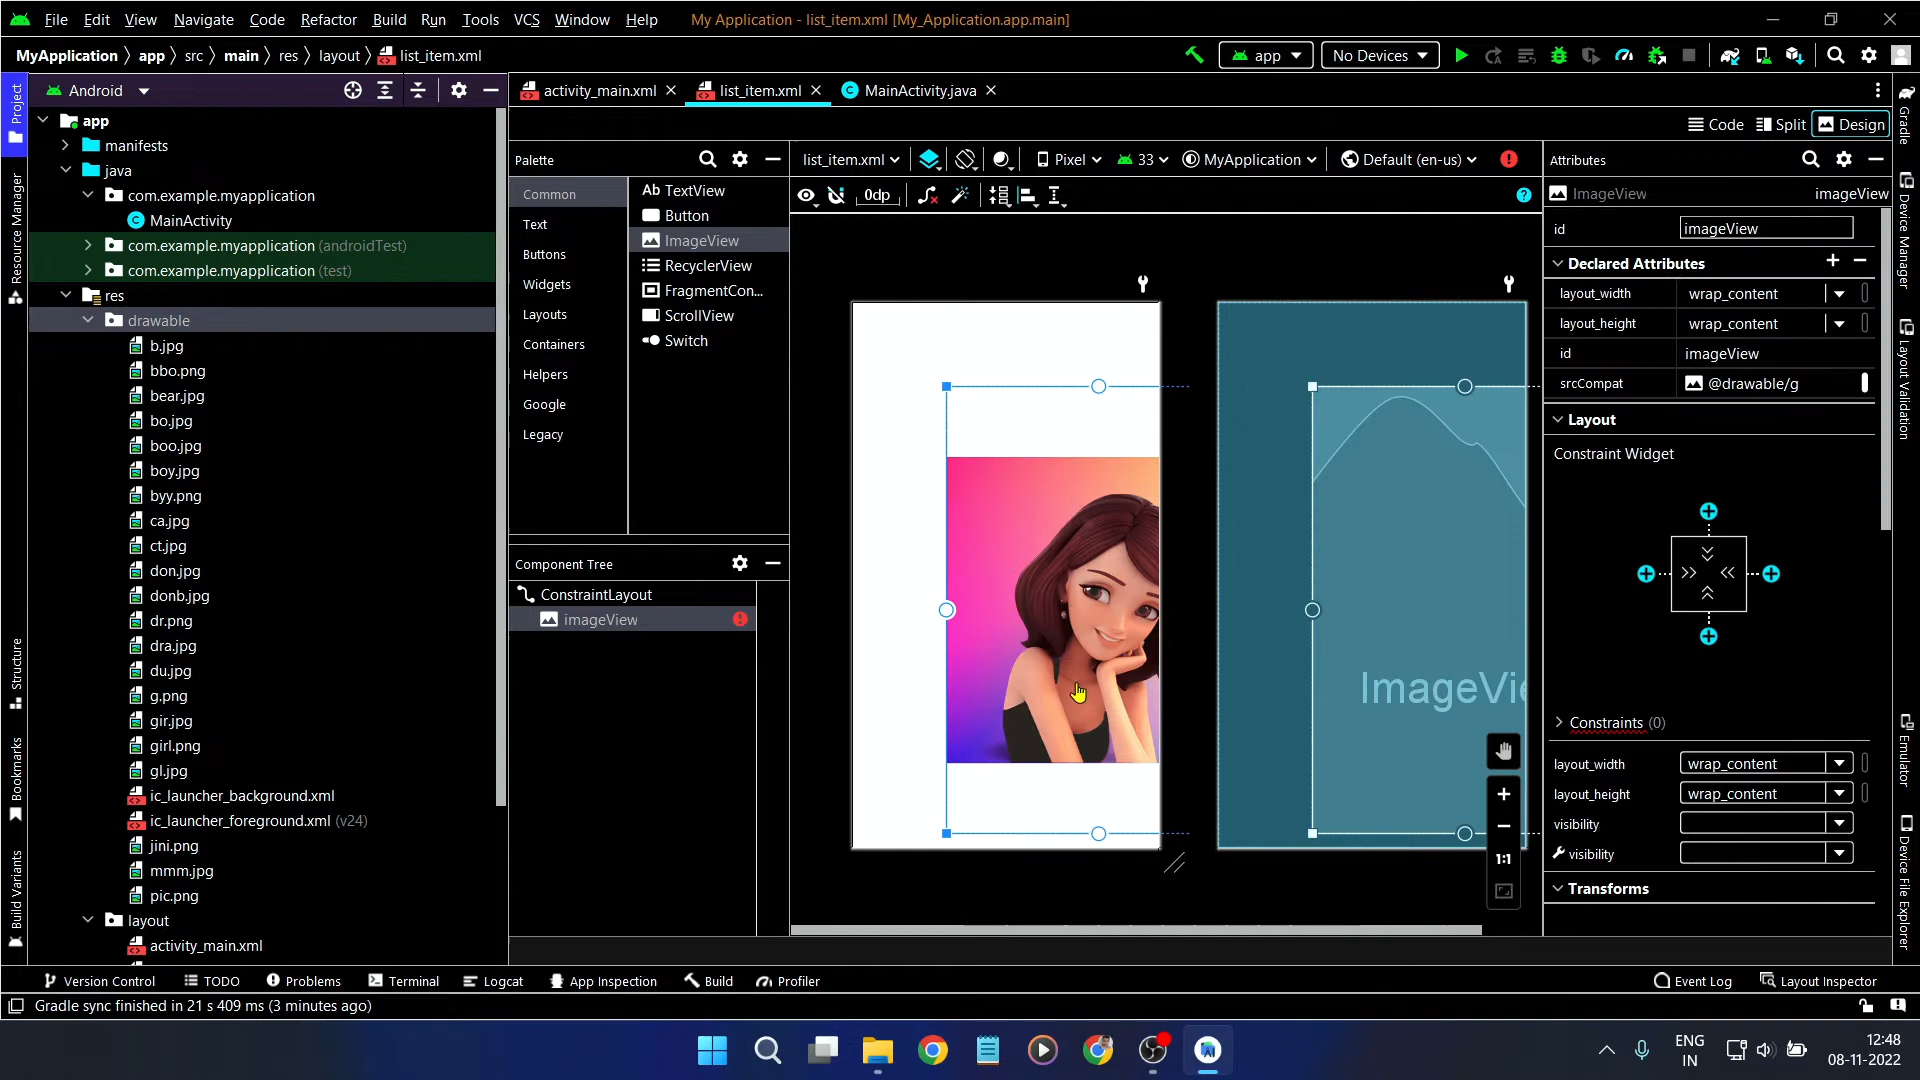 File Edit View Navigate Code Refactor Build Run Tools VCS Window Help My Application - list_item.xml [My_Application.app.main]
MyApplication app src main res layout list_item.xml app No Devices
Android activity_main.xml list_item.xml MainActivity.java
Code Split Design
Project
Resource Manager
Structure
Bookmarks
Build Variants
app
manifests
java
com.example.myapplication
MainActivity
com.example.myapplication (androidTest)
com.example.myapplication (test)
res
drawable
b.jpg
bbo.png
bear.jpg
bo.jpg
boo.jpg
boy.jpg
byy.png
ca.jpg
ct.jpg
don.jpg
donb.jpg
dr.png
dra.jpg
du.jpg
g.png
gir.jpg
girl.png
gl.jpg
ic_launcher_background.xml
ic_launcher_foreground.xml (v24)
jini.png
mmm.jpg
pic.png
layout
activity_main.xml
Palette
Common
Text
Buttons
Widgets
Layouts
Containers
Helpers
Google
Legacy
Ab TextView
Button
ImageView
RecyclerView
FragmentCon...
ScrollView
Switch
Component Tree
ConstraintLayout
imageView
list_item.xml Pixel 33 MyApplication Default (en-us)
0dp
ImageVie
1:1
Attributes
ImageView imageView
id imageView
Declared Attributes
layout_width wrap_content
layout_height wrap_content
id imageView
srcCompat @drawable/g
Layout
Constraint Widget
Constraints (0)
layout_width wrap_content
layout_height wrap_content
visibility
visibility
Transforms
Gradle
Device Manager
Layout Validation
Emulator
Device File Explorer
Version Control TODO Problems Terminal Logcat App Inspection Build Profiler Event Log Layout Inspector
Gradle sync finished in 21 s 409 ms (3 minutes ago)
ENG
IN
12:48
08-11-2022